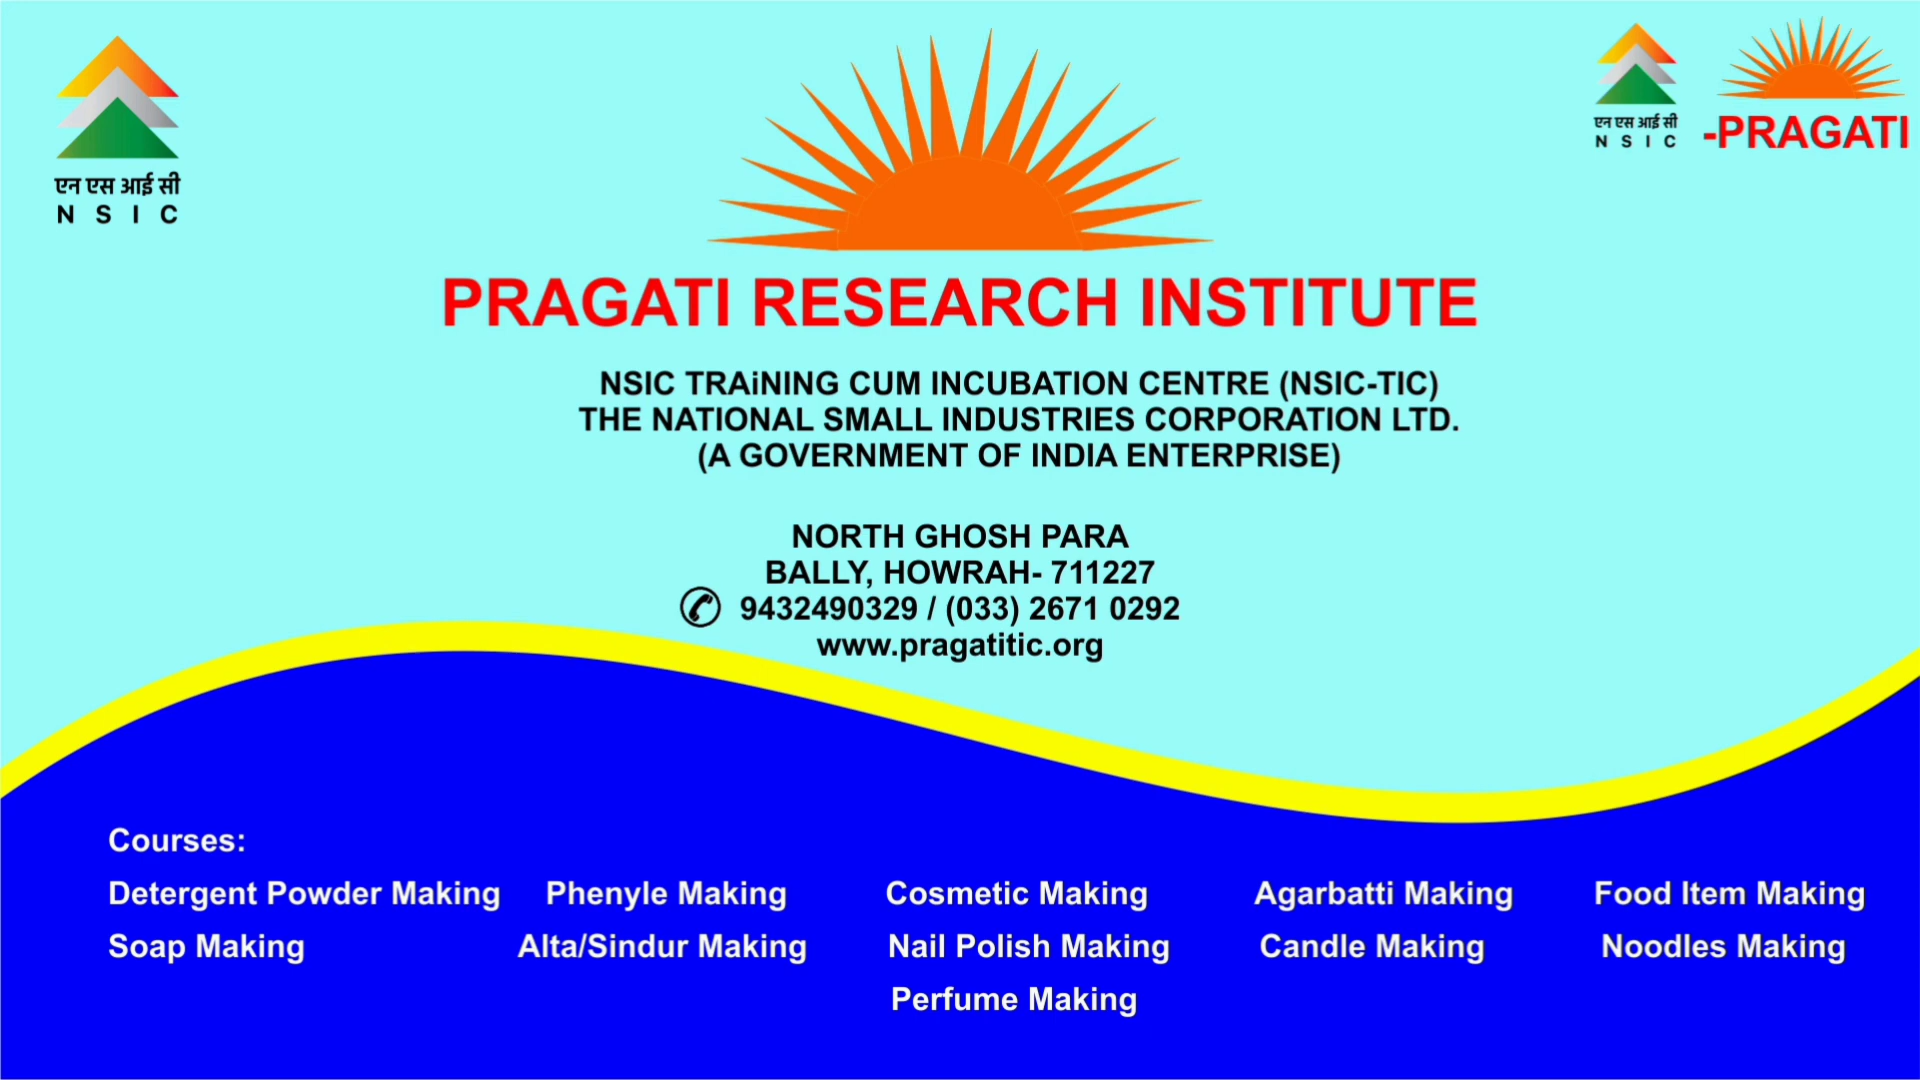 एन एस आई सी
N S I C
एन एस आई सी
N S I C
-PRAGATI
PRAGATI RESEARCH INSTITUTE
NSIC TRAiNING CUM INCUBATION CENTRE (NSIC-TIC)
THE NATIONAL SMALL INDUSTRIES CORPORATION LTD.
(A GOVERNMENT OF INDIA ENTERPRISE)
NORTH GHOSH PARA
BALLY, HOWRAH- 711227
9432490329 / (033) 2671 0292
www.pragatitic.org
Courses:
Detergent Powder Making Phenyle Making Cosmetic Making Agarbatti Making Food Item Making
Soap Making Alta/Sindur Making Nail Polish Making Candle Making Noodles Making
Perfume Making